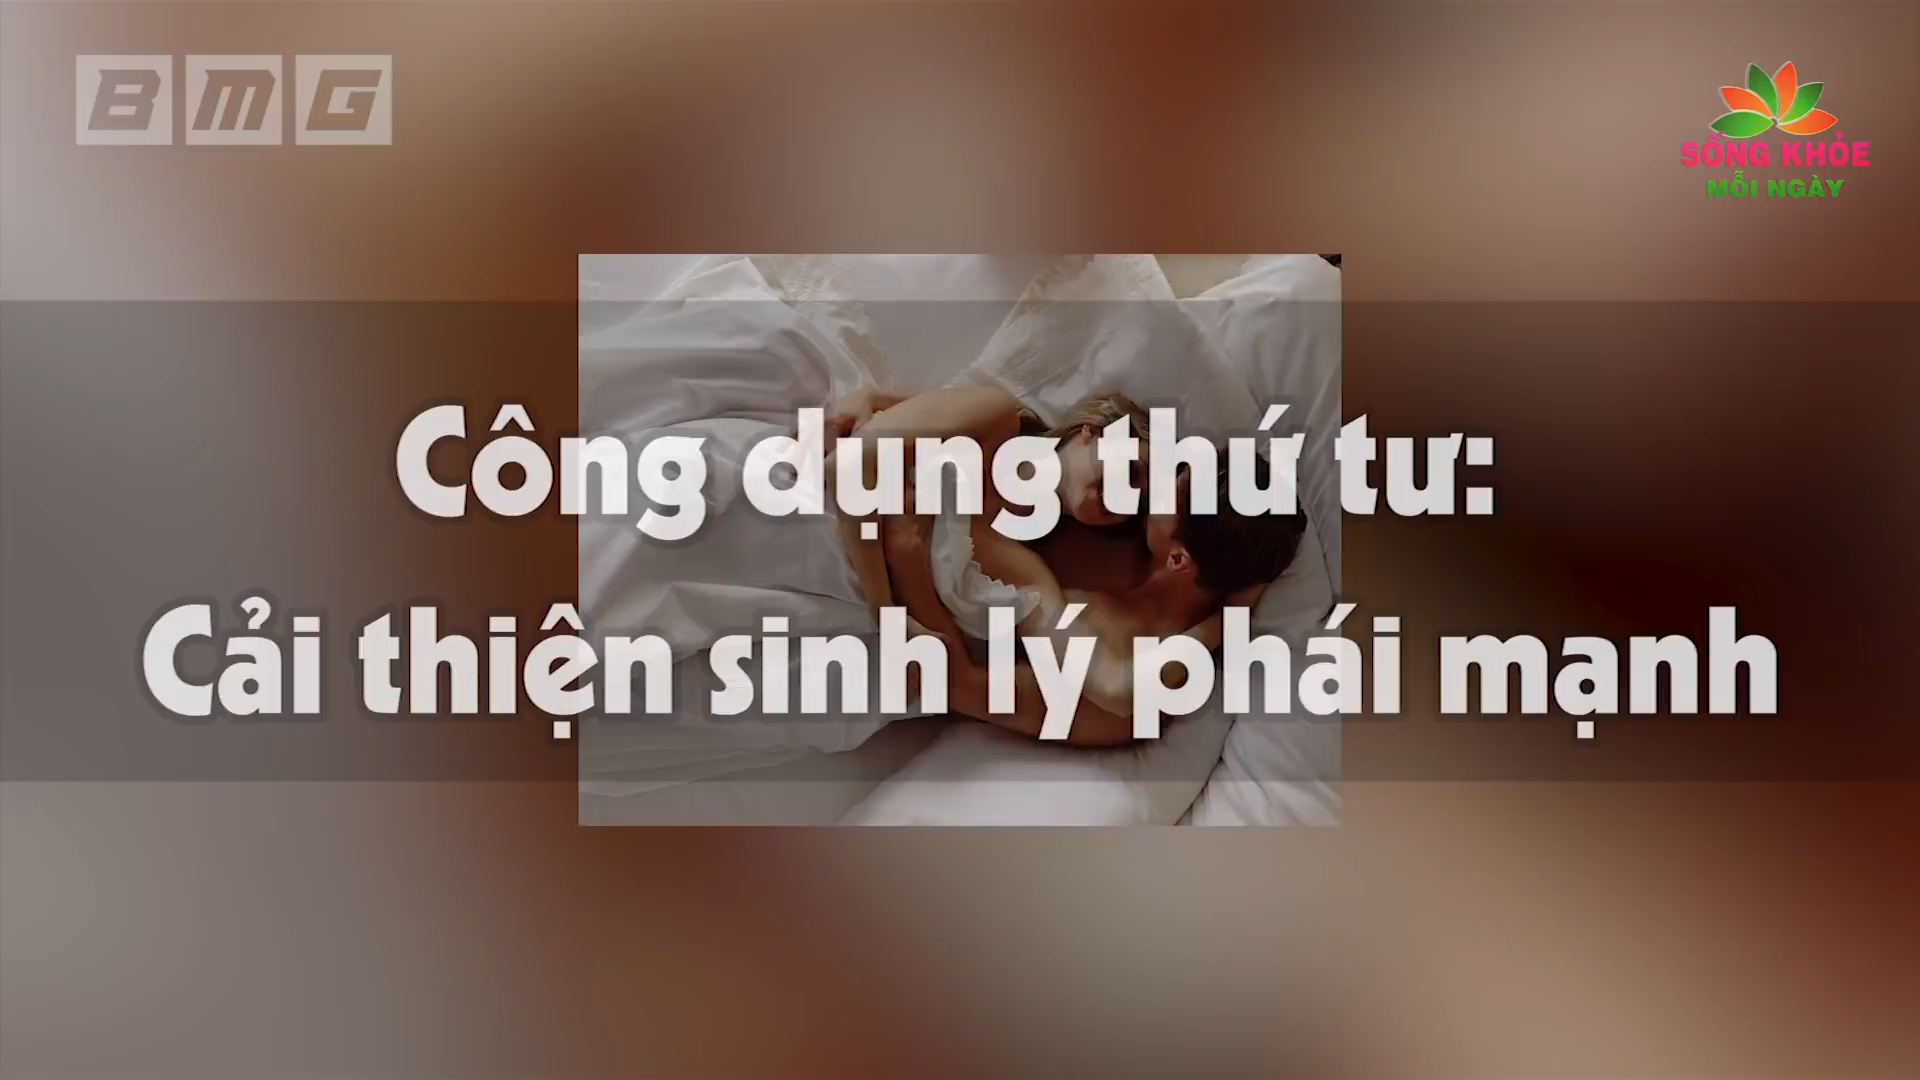 BMG
SỐNG KHỎE
MỖI NGÀY
Công dụng thứ tư:
Cải thiện sinh lý phái mạnh